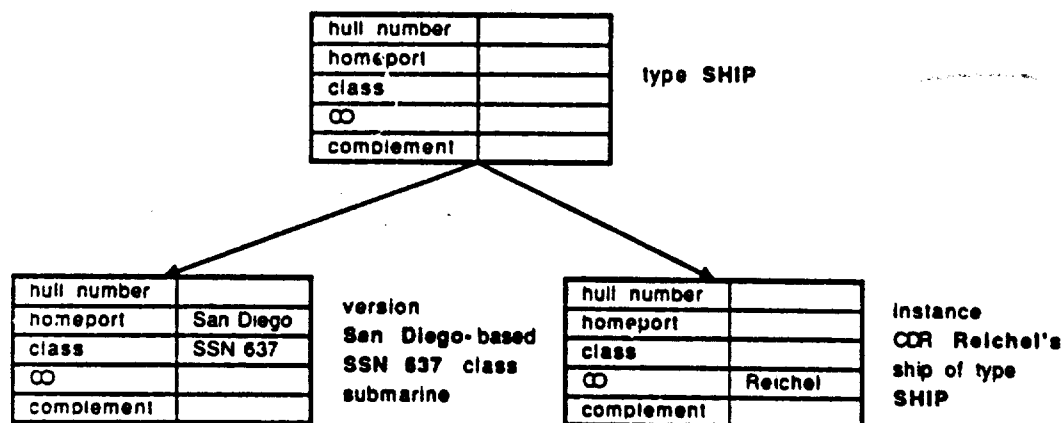 hull number
homeport
class
CO
complement
type SHIP
hull number
homeport San Diego
class SSN 637
CO
complement
version
San Diego-based
SSN 637 class
submarine
hull number
homeport
class
CO Reichel
complement
instance
CDR Reichel's
ship of type
SHIP